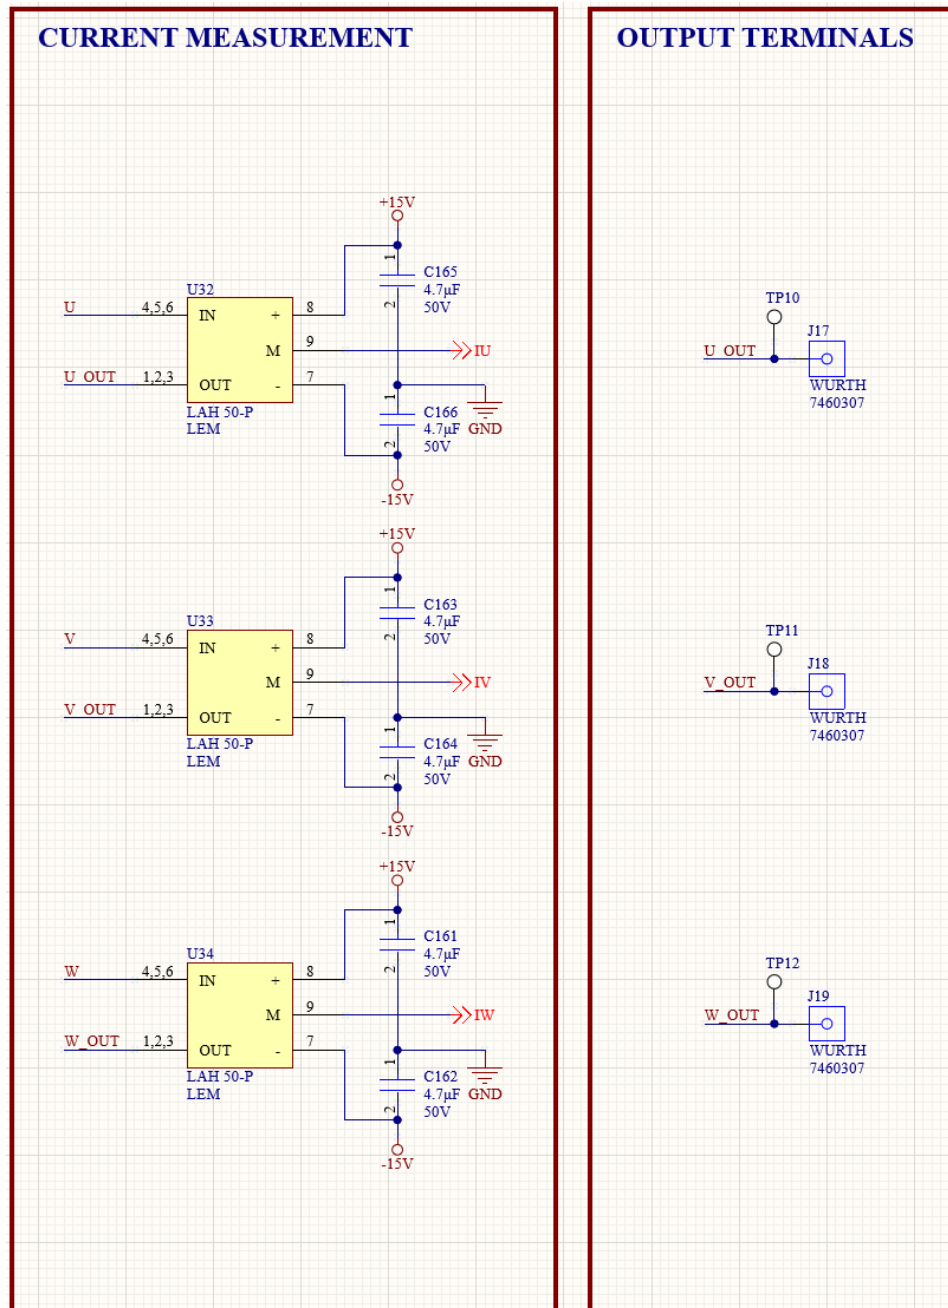 CURRENT MEASUREMENT
+15V
1
C165
4.7µF
50V
2
U32
U
4,5,6
IN
+
8
M
9
IU
U_OUT
1,2,3
OUT
-
7
LAH 50-P
LEM
1
C166
4.7µF
50V
2
GND
-15V
+15V
1
C163
4.7µF
50V
2
U33
V
4,5,6
IN
+
8
M
9
IV
V_OUT
1,2,3
OUT
-
7
LAH 50-P
LEM
1
C164
4.7µF
50V
2
GND
-15V
+15V
1
C161
4.7µF
50V
2
U34
W
4,5,6
IN
+
8
M
9
IW
W_OUT
1,2,3
OUT
-
7
LAH 50-P
LEM
1
C162
4.7µF
50V
2
GND
-15V
OUTPUT TERMINALS
TP10
J17
U_OUT
WURTH
7460307
TP11
J18
V_OUT
WURTH
7460307
TP12
J19
W_OUT
WURTH
7460307